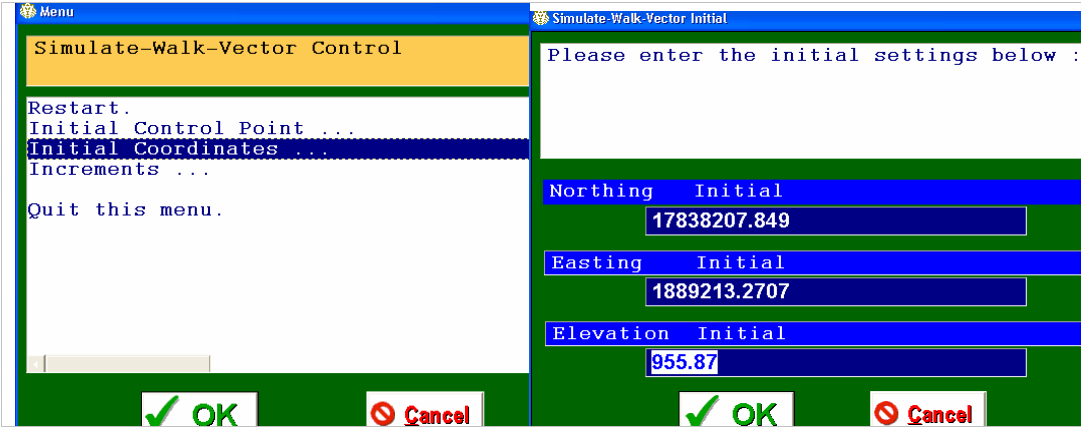 Menu
Simulate-Walk-Vector Control
Restart.
Initial Control Point ...
Initial Coordinates ...
Increments ...
Quit this menu.
OK
Cancel
Simulate-Walk-Vector Initial
Please enter the initial settings below :
Northing Initial
17838207.849
Easting Initial
1889213.2707
Elevation Initial
955.87
OK
Cancel